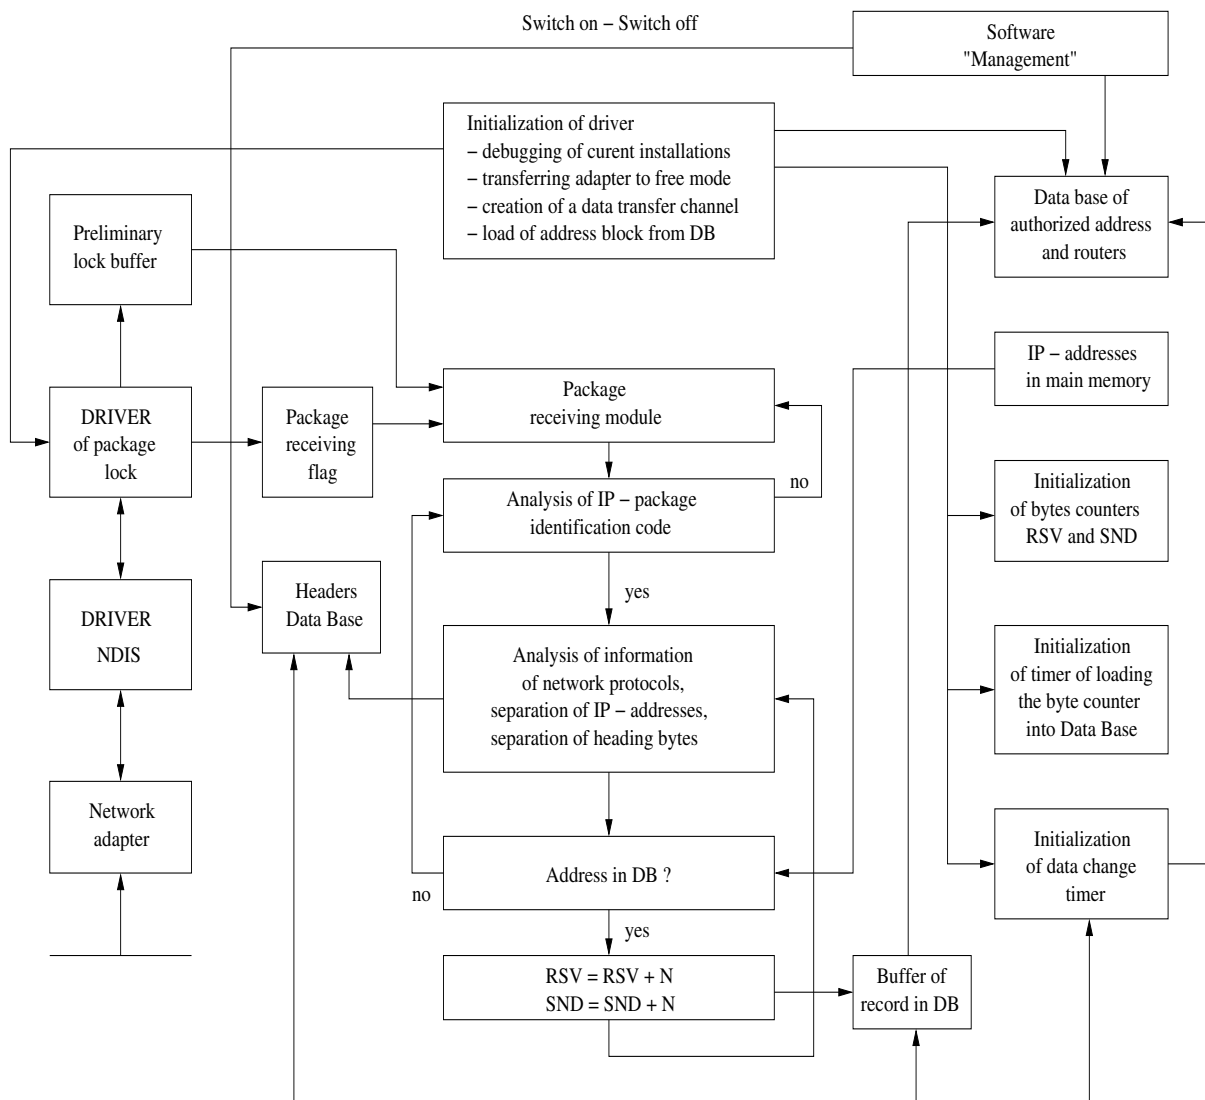 Switch on – Switch off
Software
"Management"
Initialization of driver
– debugging of curent installations
– transferring adapter to free mode
– creation of a data transfer channel
– load of address block from DB
Preliminary
lock buffer
Data base of
authorized address
and routers
IP – addresses
in main memory
DRIVER
of package
lock
Package
receiving
flag
Package
receiving module
no
Analysis of IP – package
identification code
Initialization
of bytes counters
RSV and SND
yes
Headers
Data Base
DRIVER
NDIS
Analysis of information
of network protocols,
separation of IP – addresses,
separation of heading bytes
Initialization
of timer of loading
the byte counter
into Data Base
Network
adapter
Address in DB ?
no
Initialization
of data change
timer
yes
RSV = RSV + N
SND = SND + N
Buffer of
record in DB